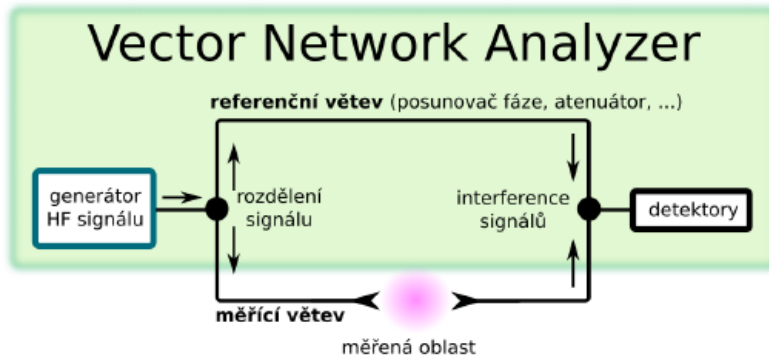 Vector Network Analyzer
referenční větev (posunovač fáze, atenuátor, ...)
generátor
HF signálu
rozdělení
signálu
interference
signálů
detektory
měřící větev
měřená oblast